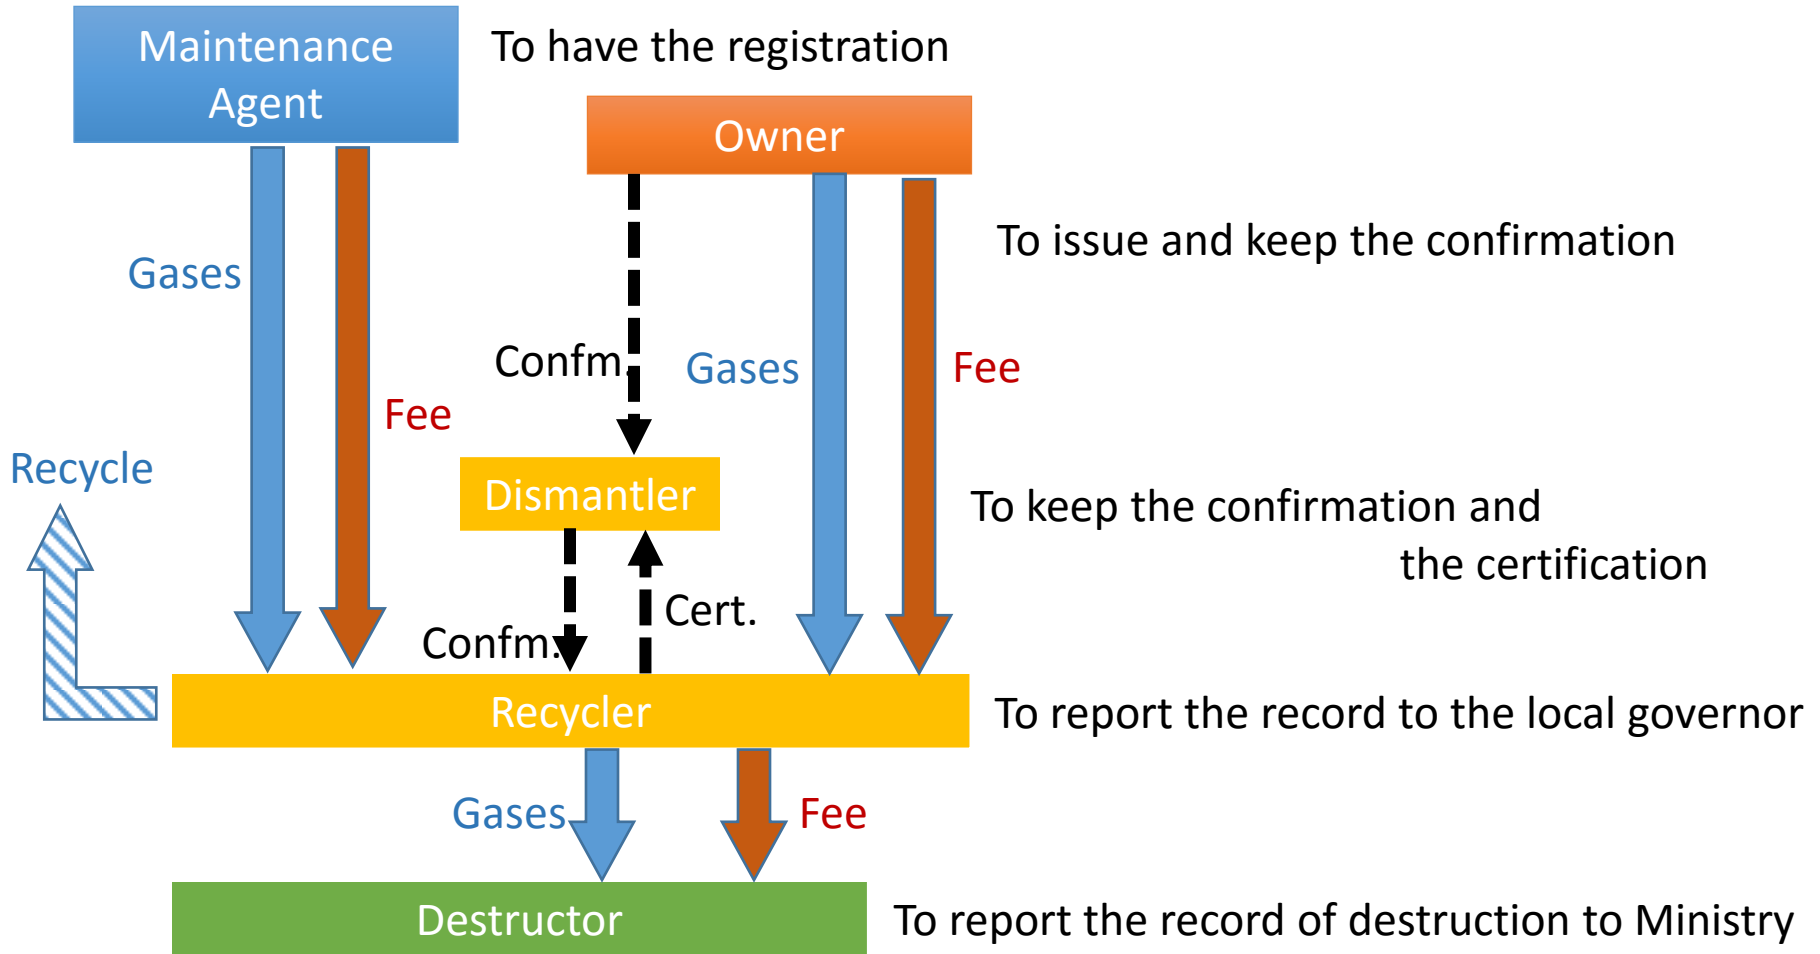 Maintenance
Agent
To have the registration
Owner
To issue and keep the confirmation
Gases
Confm.
Gases
Fee
Fee
Recycle
Dismantler
To keep the confirmation and
the certification
Cert.
Confm.
Recycler
To report the record to the local governor
Gases
Fee
Destructor
To report the record of destruction to Ministry